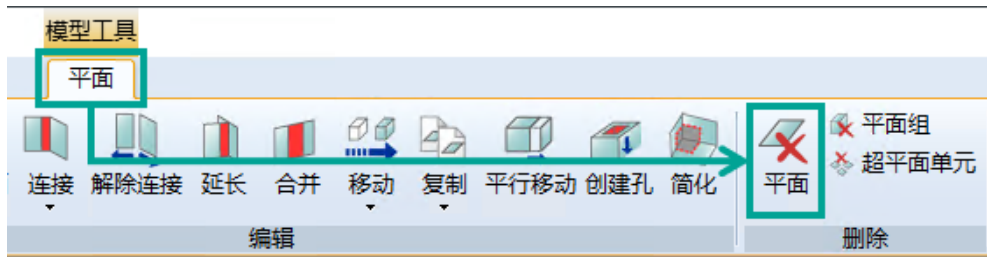 模型工具
平面
连接 解除连接 延长 合并 移动 复制 平行移动 创建孔 简化 平面
平面组
超平面单元
编辑 删除